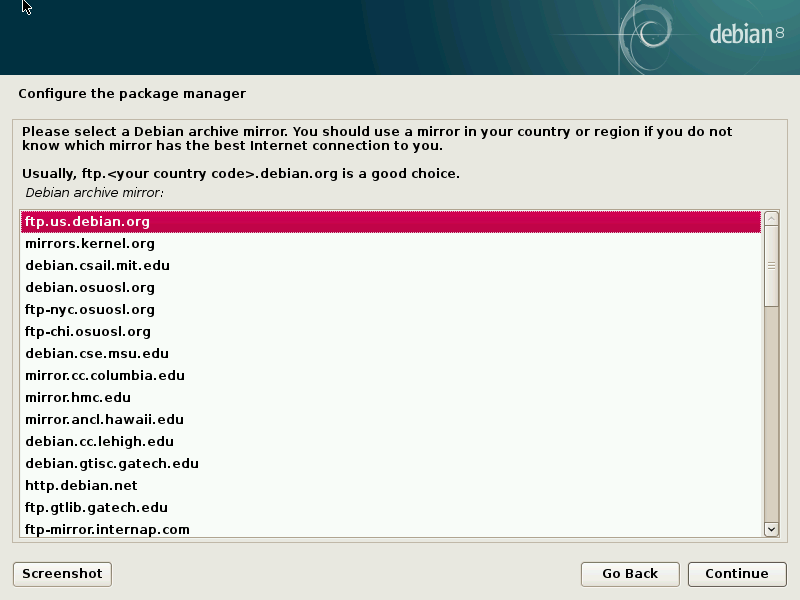 debian 8
Configure the package manager
Please select a Debian archive mirror. You should use a mirror in your country or region if you do not
know which mirror has the best Internet connection to you.
Usually, ftp.<your country code>.debian.org is a good choice.
Debian archive mirror:
ftp.us.debian.org
mirrors.kernel.org
debian.csail.mit.edu
debian.osuosl.org
ftp-nyc.osuosl.org
ftp-chi.osuosl.org
debian.cse.msu.edu
mirror.cc.columbia.edu
mirror.hmc.edu
mirror.ancl.hawaii.edu
debian.cc.lehigh.edu
debian.gtisc.gatech.edu
http.debian.net
ftp.gtlib.gatech.edu
ftp-mirror.internap.com
Screenshot
Go Back
Continue